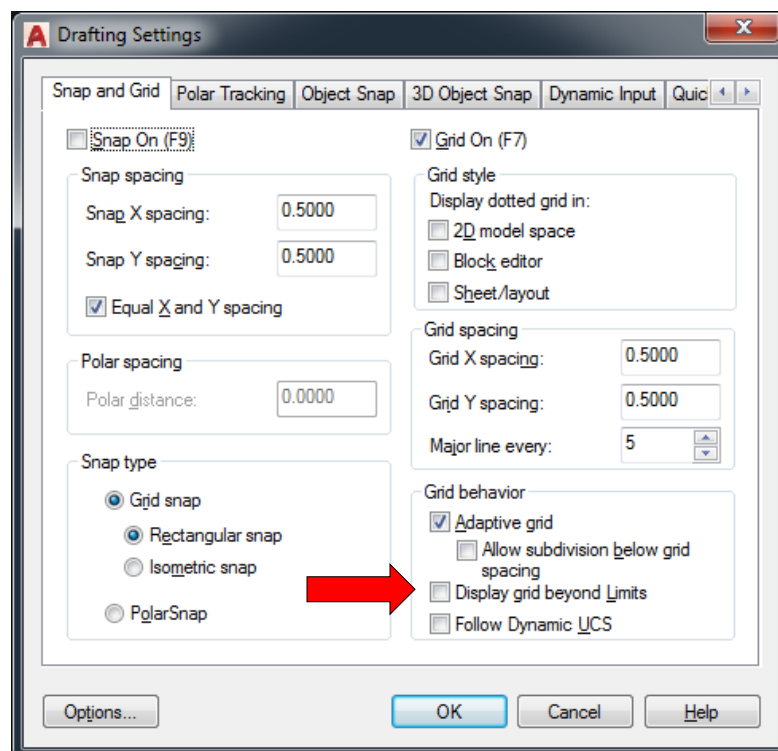 Drafting Settings
Snap and Grid Polar Tracking Object Snap 3D Object Snap Dynamic Input Quic
Snap On (F9)
Snap spacing
Snap X spacing: 0.5000
Snap Y spacing: 0.5000
Equal X and Y spacing
Polar spacing
Polar distance: 0.0000
Snap type
Grid snap
Rectangular snap
Isometric snap
PolarSnap
Grid On (F7)
Grid style
Display dotted grid in:
2D model space
Block editor
Sheet/layout
Grid spacing
Grid X spacing: 0.5000
Grid Y spacing: 0.5000
Major line every: 5
Grid behavior
Adaptive grid
Allow subdivision below grid
spacing
Display grid beyond Limits
Follow Dynamic UCS
Options... OK Cancel Help